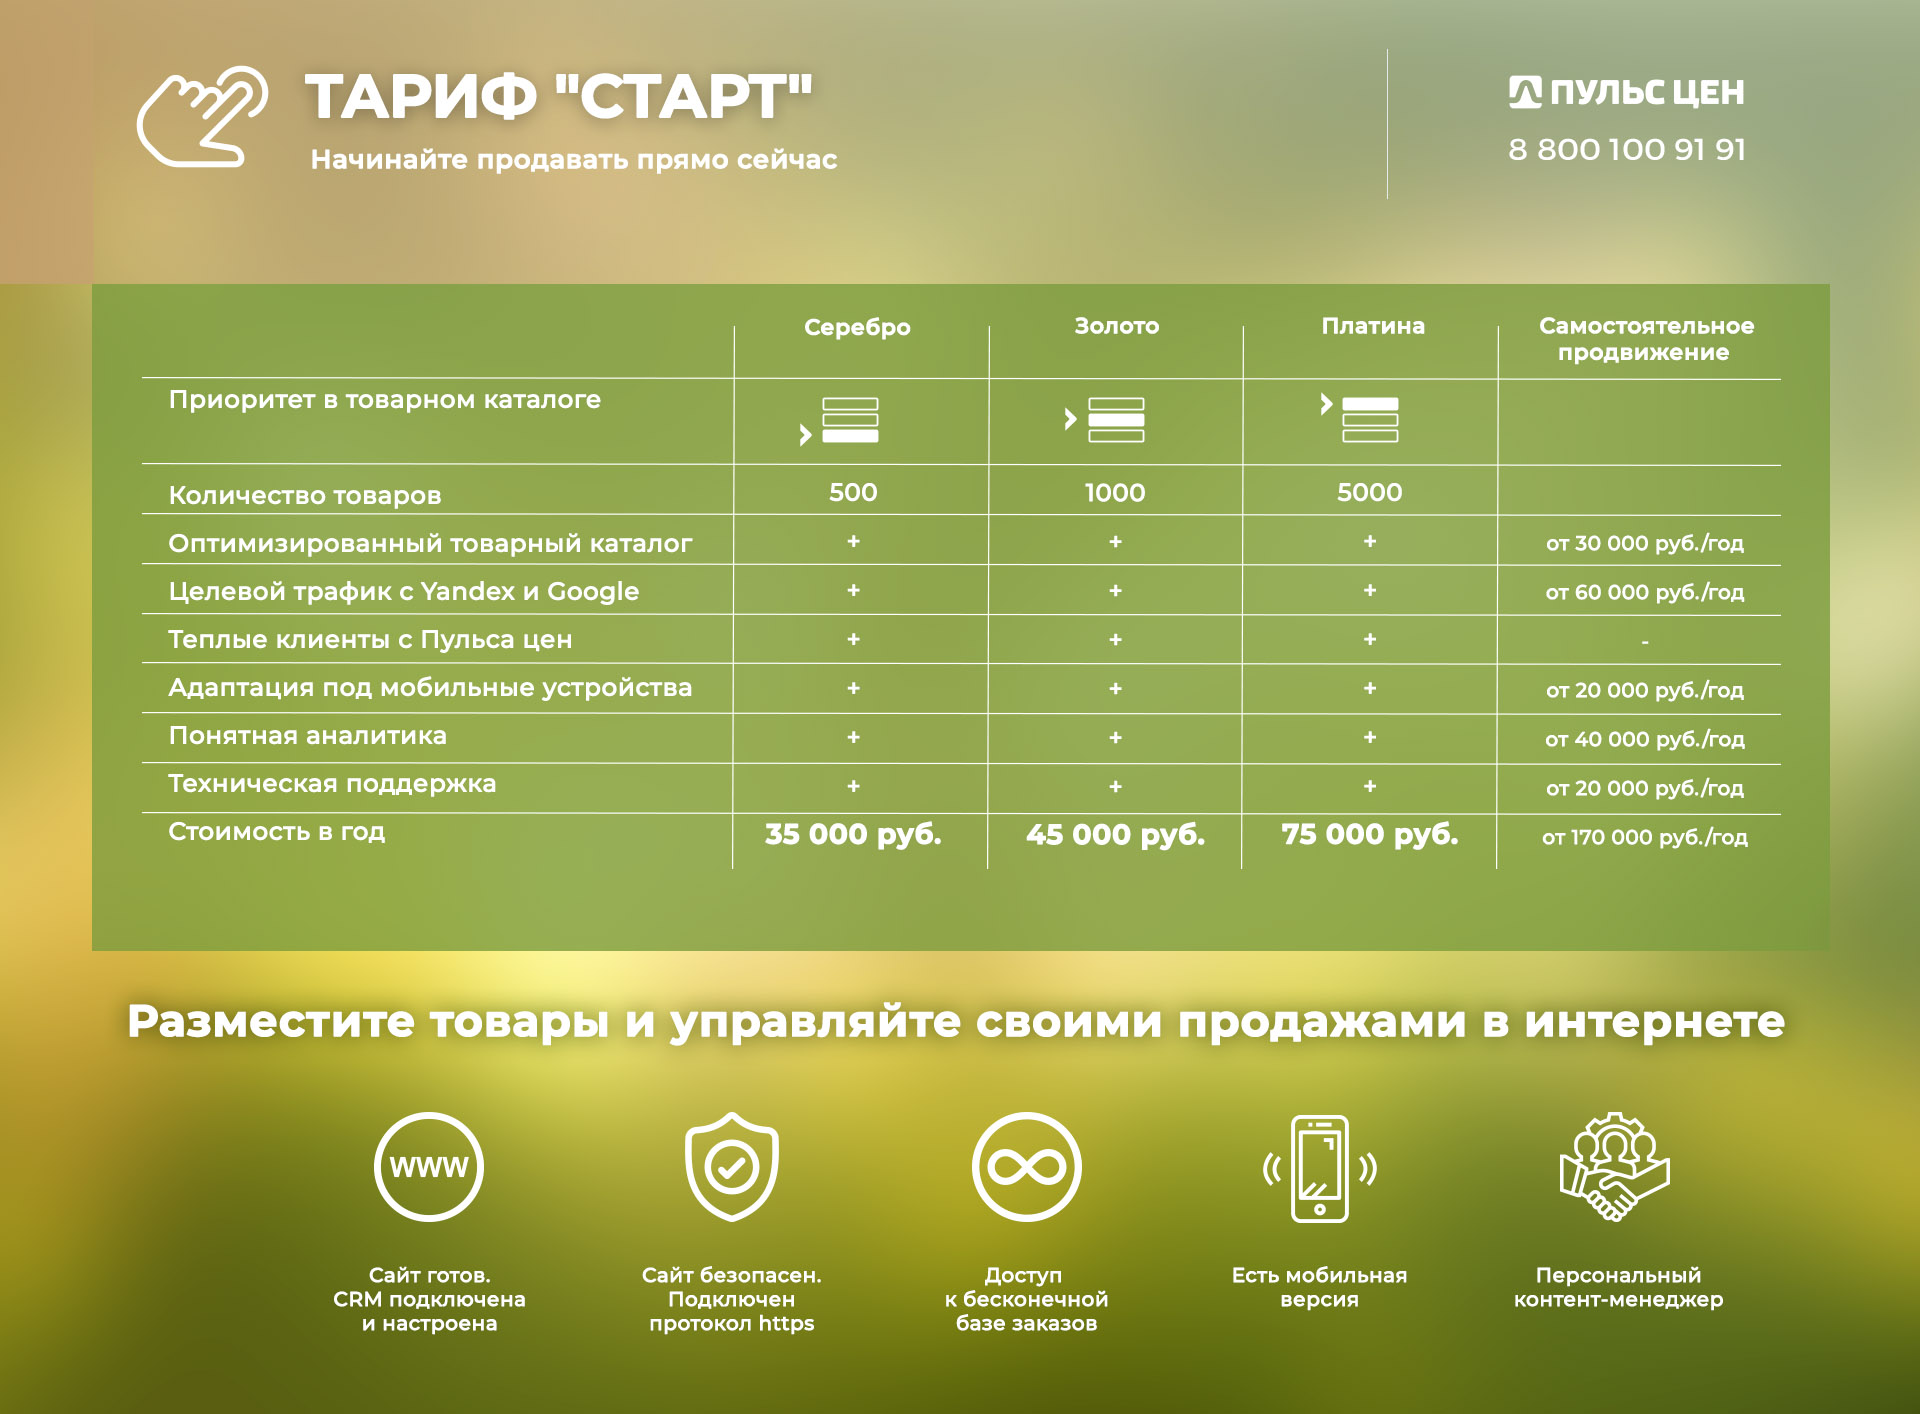 ТАРИФ "СТАРТ"
Начинайте продавать прямо сейчас
ПУЛЬС ЦЕН
8 800 100 91 91
Серебро Золото Платина Самостоятельное
продвижение
Приоритет в товарном каталоге
Количество товаров 500 1000 5000
Оптимизированный товарный каталог + + + от 30 000 руб./год
Целевой трафик с Yandex и Google + + + от 60 000 руб./год
Теплые клиенты с Пульса цен + + + -
Адаптация под мобильные устройства + + + от 20 000 руб./год
Понятная аналитика + + + от 40 000 руб./год
Техническая поддержка + + + от 20 000 руб./год
Стоимость в год 35 000 руб. 45 000 руб. 75 000 руб. от 170 000 руб./год
Разместите товары и управляйте своими продажами в интернете
www
Сайт готов.
CRM подключена
и настроена
Сайт безопасен.
Подключен
протокол https
Доступ
к бесконечной
базе заказов
Есть мобильная
версия
Персональный
контент-менеджер